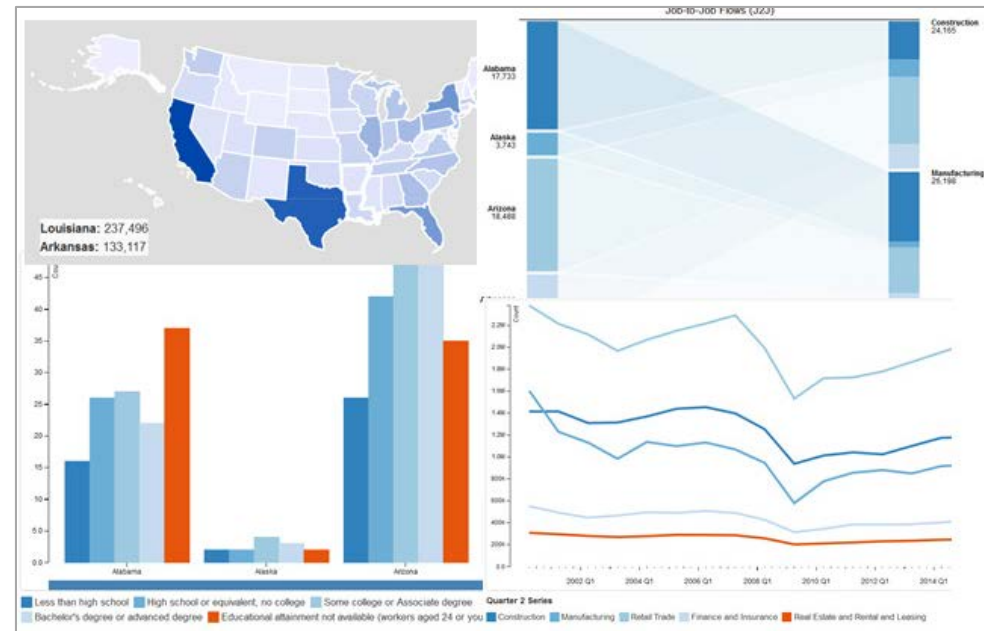 Job-to-Job Flows (J2J)
Louisiana: 237,496
Arkansas: 133,117
Alabama
17,733
Alaska
3,743
Arizona
18,488
Construction
24,165
Manufacturing
25,198
45
40
35
30
25
20
15
10
5.0
0.0
Alabama
Alaska
Arizona
Less than high school
High school or equivalent, no college
Some college or Associate degree
Bachelor's degree or advanced degree
Educational attainment not available (workers aged 24 or you
Count
2.2M
2.0M
1.8M
1.6M
1.4M
1.2M
1.0M
800k
600k
400k
200k
0.0
2002 Q1
2004 Q1
2006 Q1
2008 Q1
2010 Q1
2012 Q1
2014 Q1
Quarter 2 Series
Construction
Manufacturing
Retail Trade
Finance and Insurance
Real Estate and Rental and Leasing